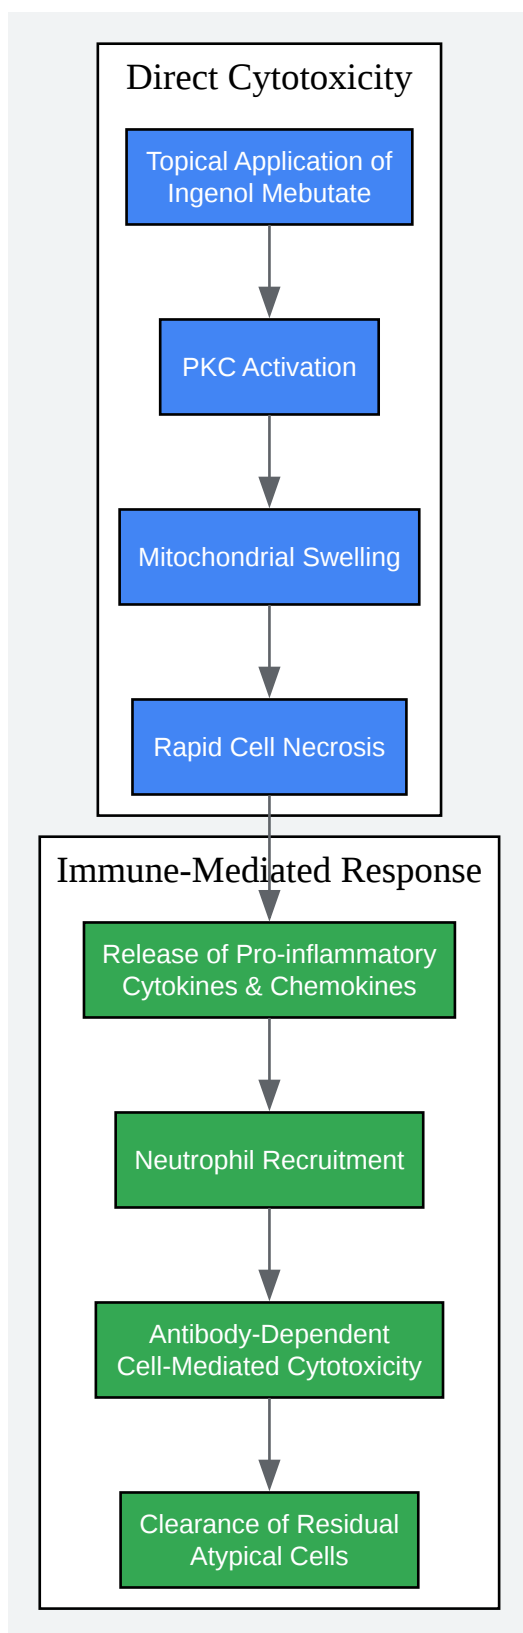 Direct Cytotoxicity
Topical Application of
Ingenol Mebutate
PKC Activation
Mitochondrial Swelling
Rapid Cell Necrosis
Immune-Mediated Response
Release of Pro-inflammatory
Cytokines & Chemokines
Neutrophil Recruitment
Antibody-Dependent
Cell-Mediated Cytotoxicity
Clearance of Residual
Atypical Cells